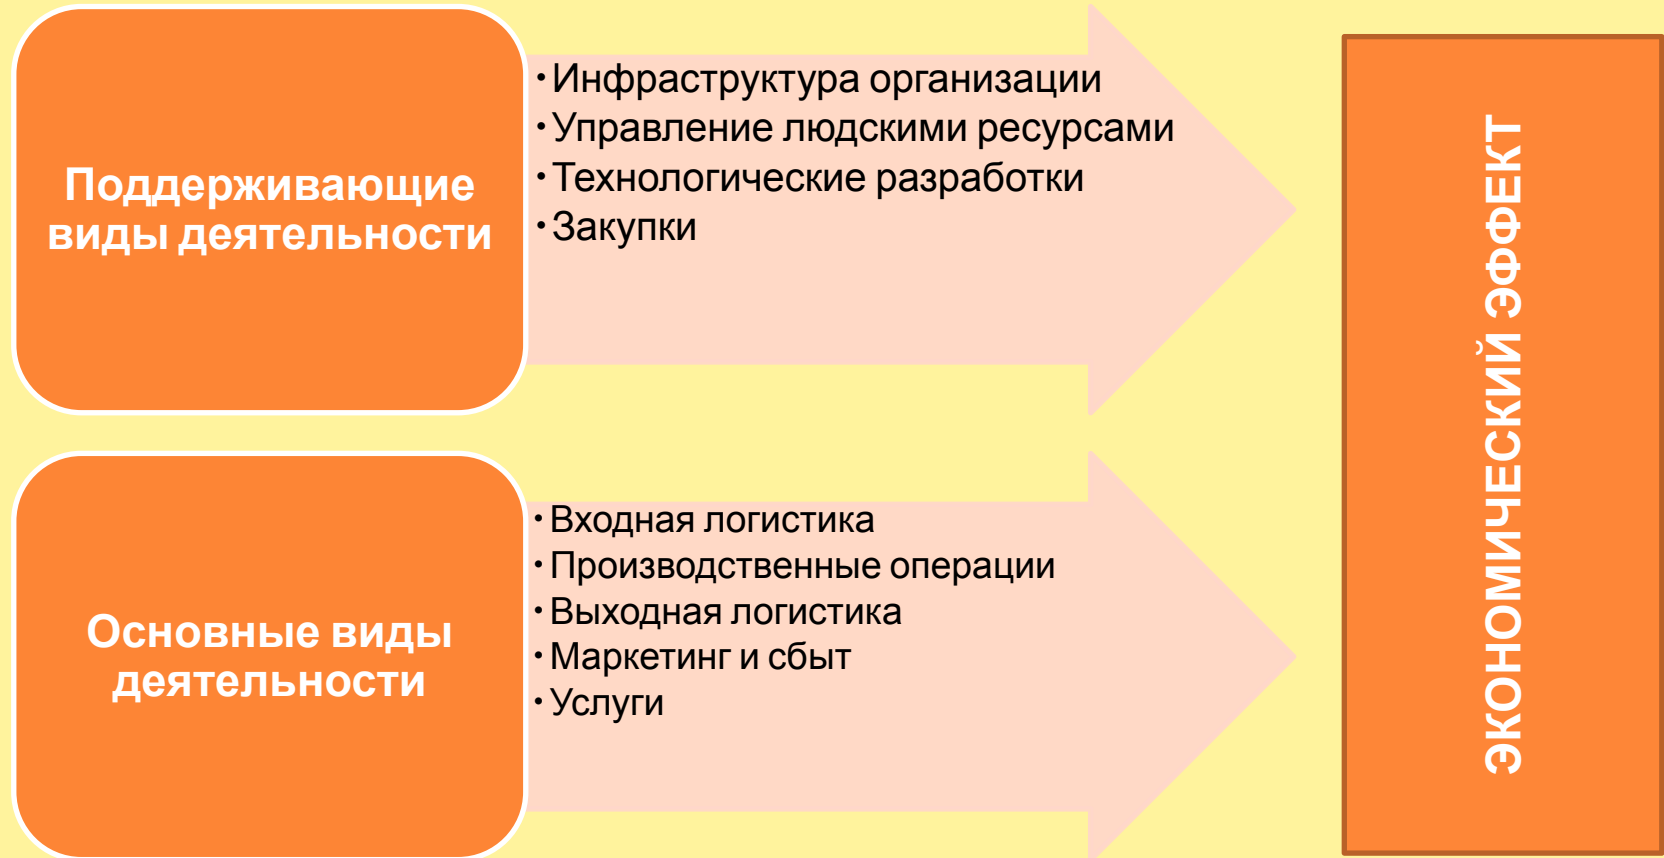 Поддерживающие
виды деятельности
·Инфраструктура организации
·Управление людскими ресурсами
·Технологические разработки
·Закупки
Основные виды
деятельности
·Входная логистика
·Производственные операции
·Выходная логистика
·Маркетинг и сбыт
·Услуги
ЭКОНОМИЧЕСКИЙ ЭФФЕКТ